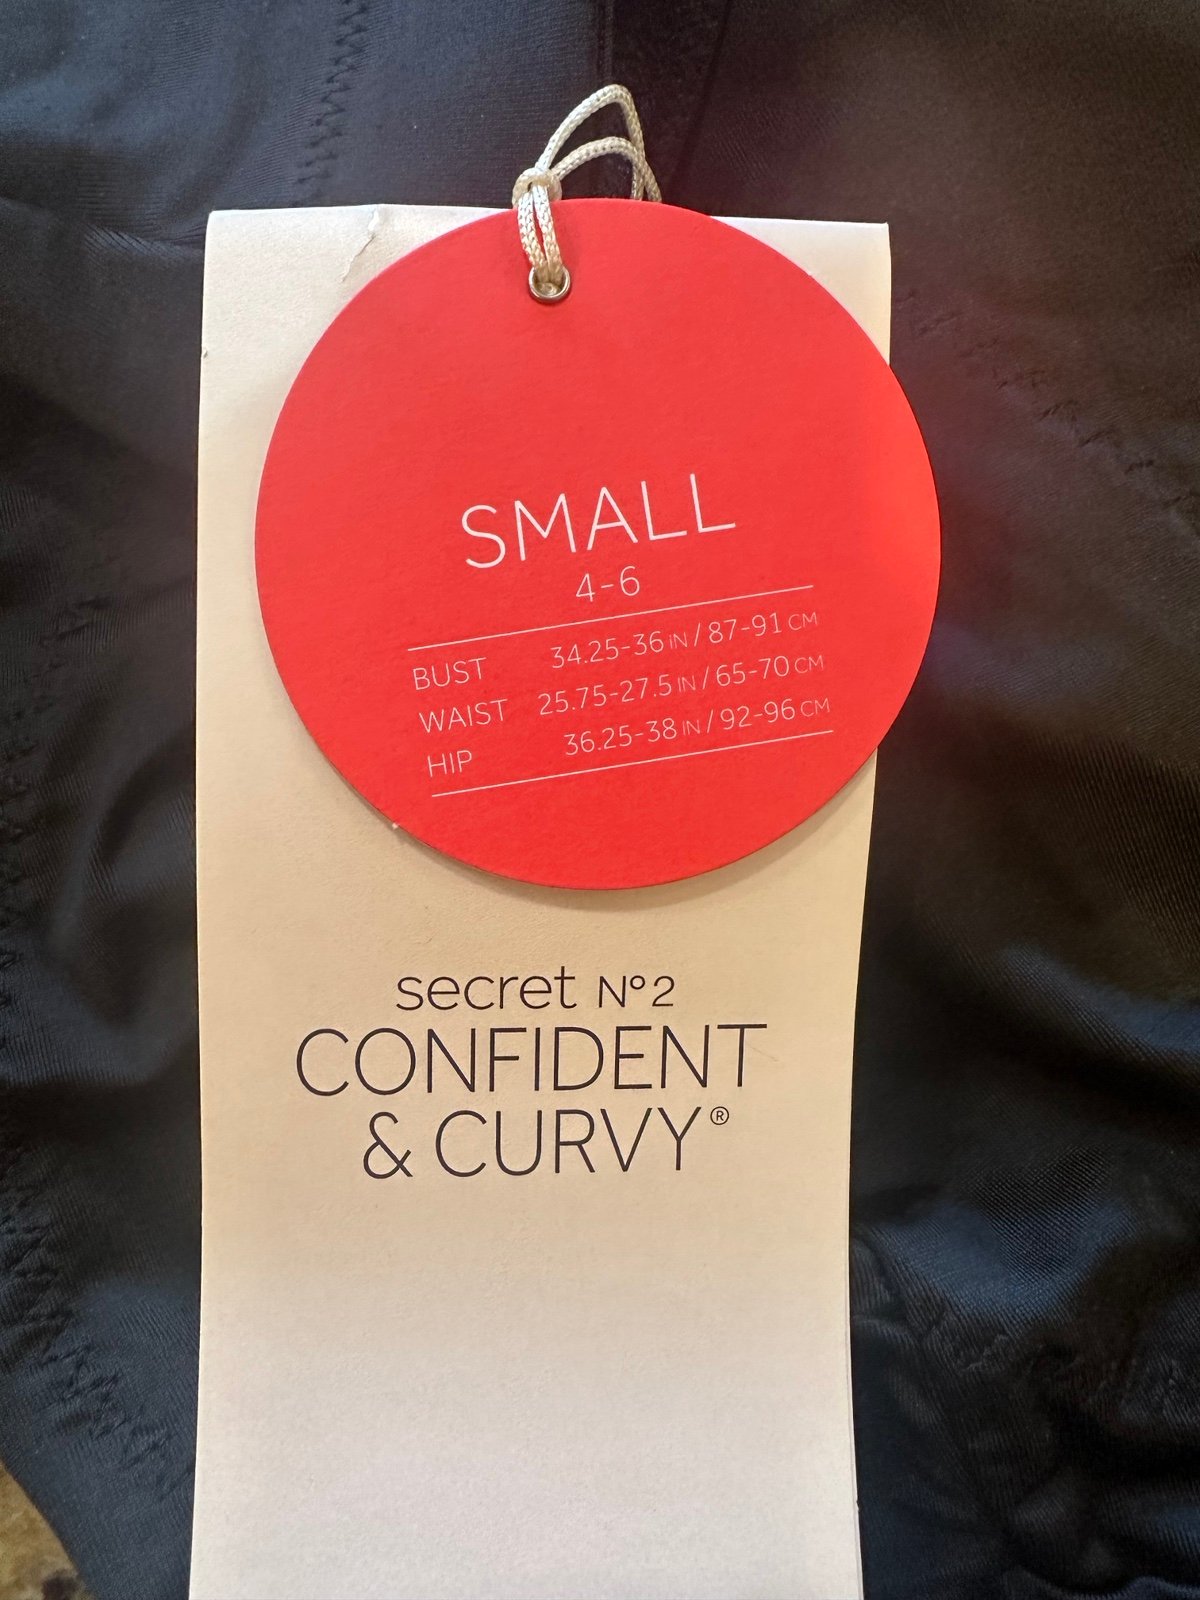 SMALL
4-6
BUST 34.25-36 IN / 87-91 CM
WAIST 25.75-27.5 IN / 65-70 CM
HIP 36.25-38 IN / 92-96 CM
secret Nº2
CONFIDENT
& CURVY®